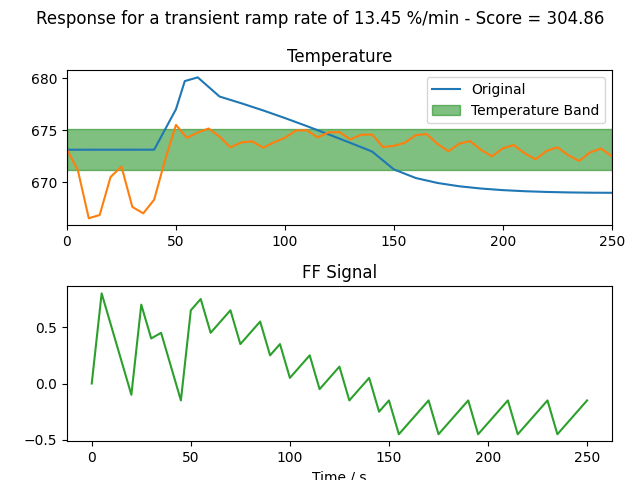 Response for a transient ramp rate of 13.45 %/min - Score = 304.86
Temperature
680
675
670
Original
Temperature Band
0 50 100 150 200 250
FF Signal
0.5
0.0
−0.5
0 50 100 150 200 250
Time / s